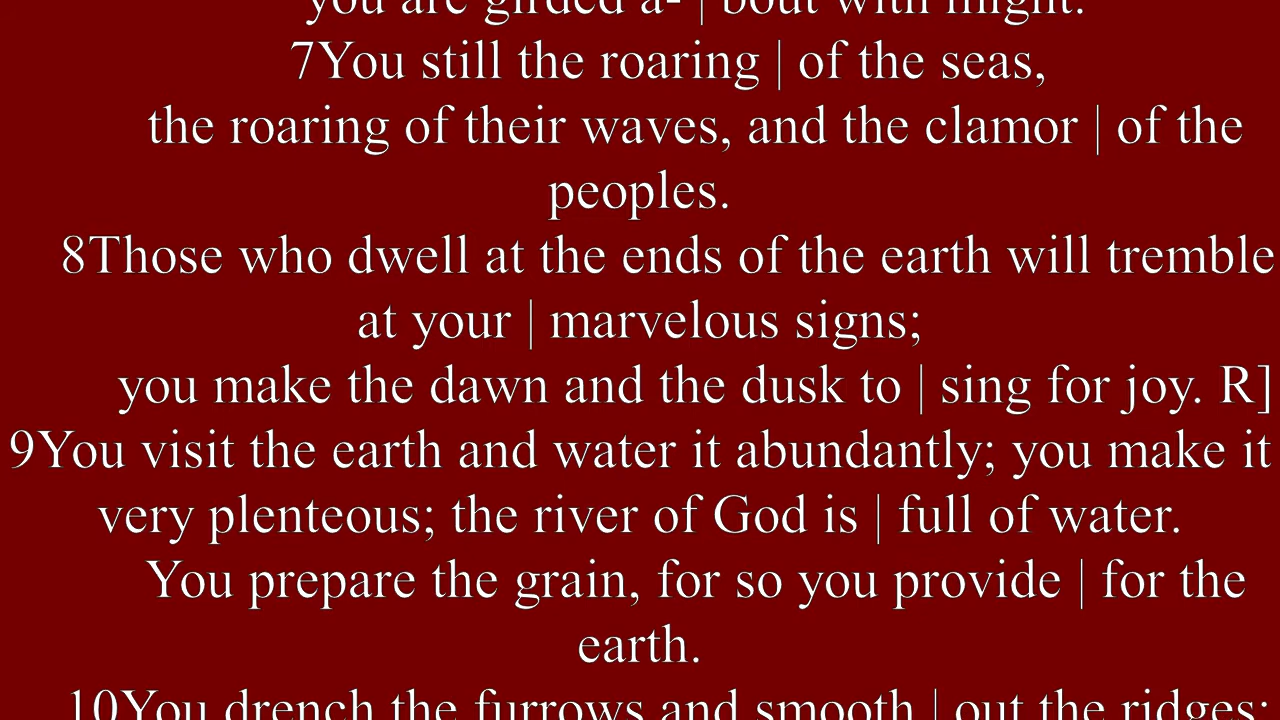 you are girded a- | bout with might.
7You still the roaring | of the seas,
the roaring of their waves, and the clamor | of the
peoples.
8Those who dwell at the ends of the earth will tremble
at your | marvelous signs;
you make the dawn and the dusk to | sing for joy. R]
9You visit the earth and water it abundantly; you make it
very plenteous; the river of God is | full of water.
You prepare the grain, for so you provide | for the
earth.
10You drench the furrows and smooth | out the ridges;